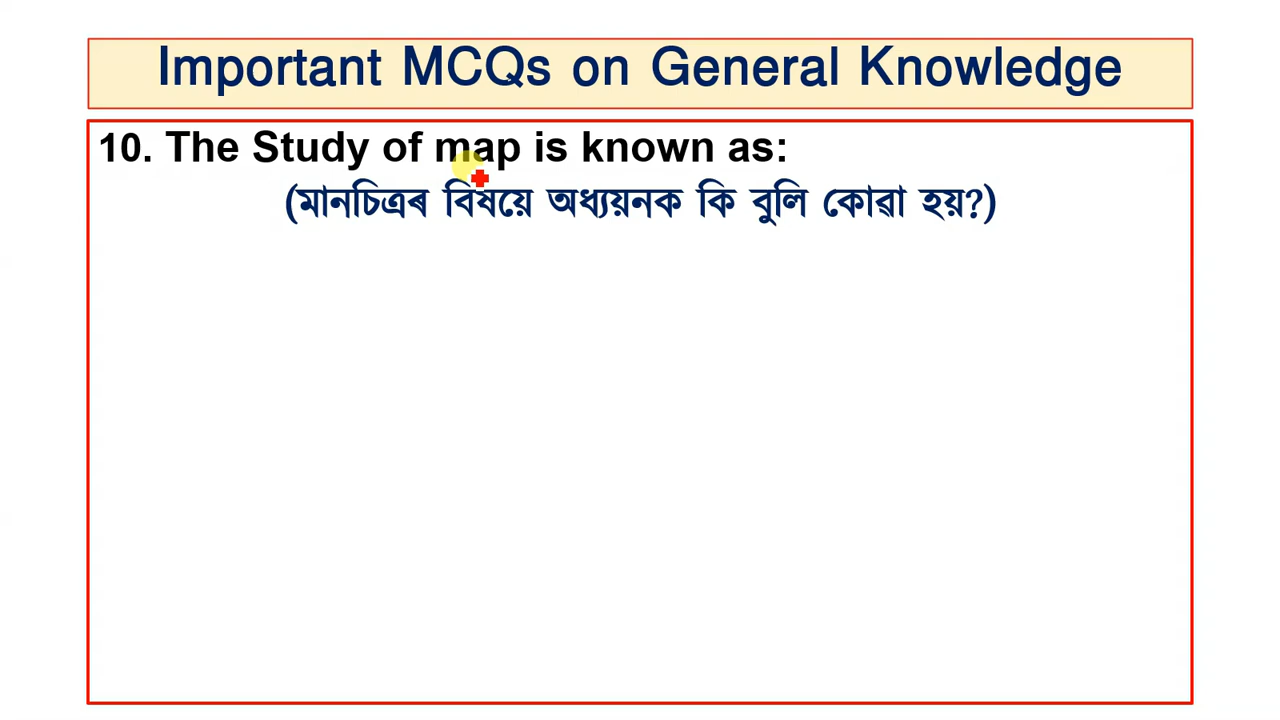 Important MCQs on General Knowledge
10. The Study of map is known as:
(মানচিত্ৰৰ বিষয়ে অধ্যয়নক কি বুলি কোৱা হয়?)